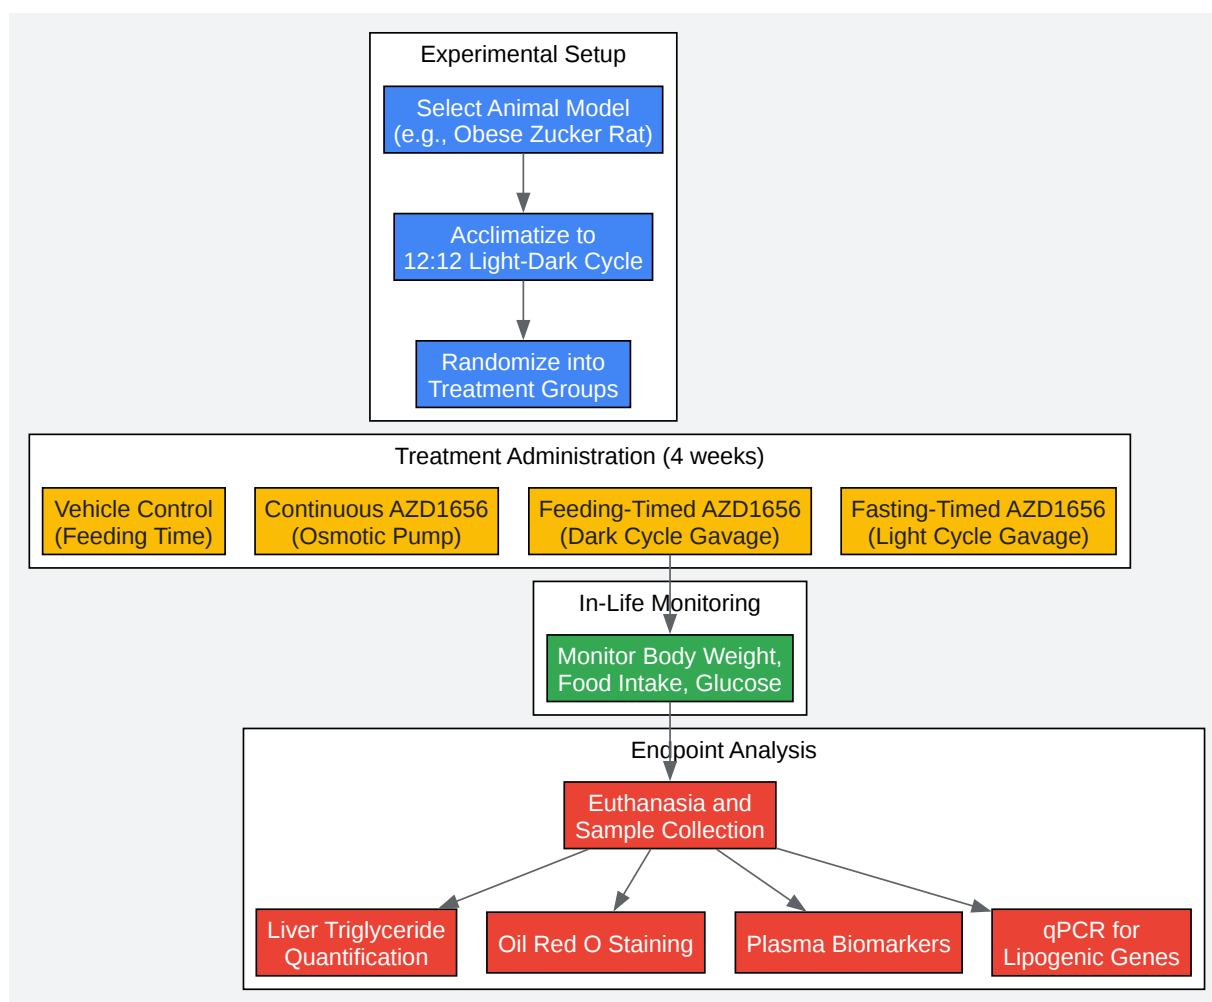 Experimental Setup
Select Animal Model
(e.g., Obese Zucker Rat)
Acclimatize to
12:12 Light-Dark Cycle
Randomize into
Treatment Groups
Treatment Administration (4 weeks)
Vehicle Control
(Feeding Time)
Continuous AZD1656
(Osmotic Pump)
Feeding-Timed AZD1656
(Dark Cycle Gavage)
Fasting-Timed AZD1656
(Light Cycle Gavage)
In-Life Monitoring
Monitor Body Weight,
Food Intake, Glucose
Endpoint Analysis
Euthanasia and
Sample Collection
Liver Triglyceride
Quantification
Oil Red O Staining
Plasma Biomarkers
qPCR for
Lipogenic Genes